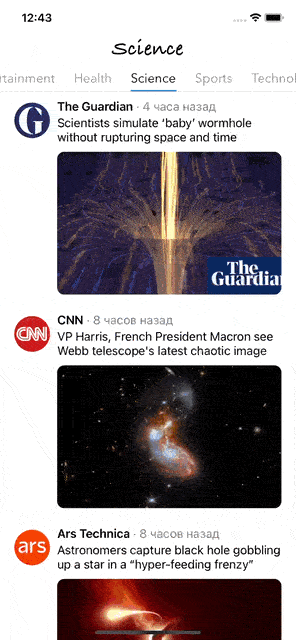 12:43
Science
rtainment Health Science Sports Technol
The Guardian · 4 часа назад
Scientists simulate ‘baby’ wormhole
without rupturing space and time
The
Guardian
CNN
CNN · 8 часов назад
VP Harris, French President Macron see
Webb telescope's latest chaotic image
ars
Ars Technica · 8 часов назад
Astronomers capture black hole gobbling
up a star in a “hyper-feeding frenzy”